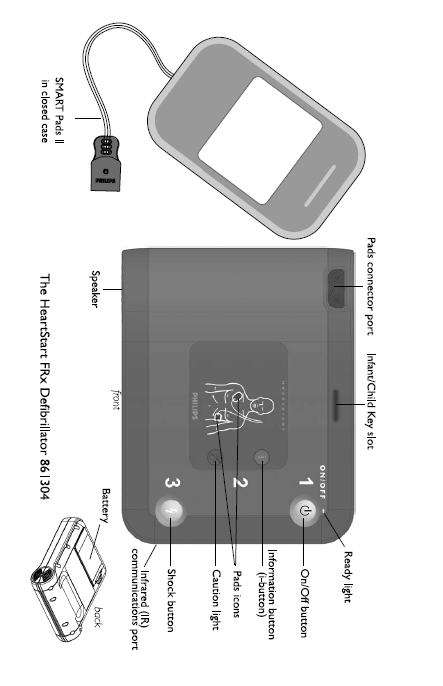 Pads connector port
Infant/Child Key slot
Ready light
ON/OFF
1
On/Off button
Information button
(i-button)
2
Pads icons
PHILIPS
Caution light
3
Shock button
Infrared (IR)
communications port
Speaker
front
SMART Pads II
in closed case
PHILIPS
Battery
back
The HeartStart FRx Defibrillator 861304